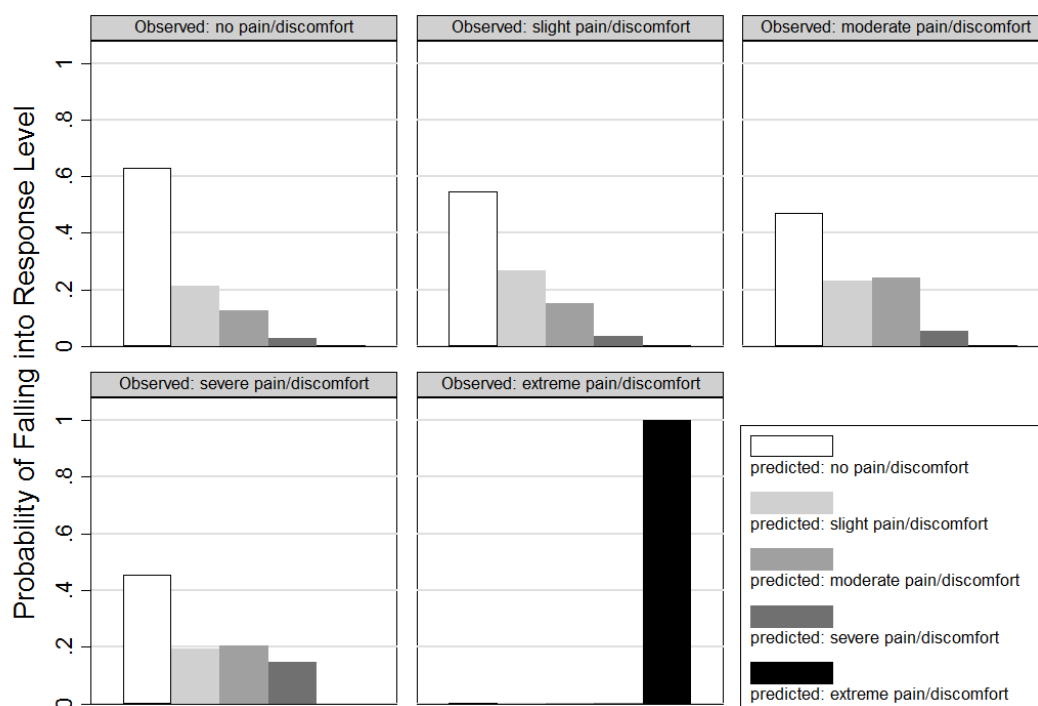 Observed: no pain/discomfort
Observed: slight pain/discomfort
Observed: moderate pain/discomfort
Probability of Falling into Response Level
1
.8
.6
.4
.2
0
Observed: severe pain/discomfort
Observed: extreme pain/discomfort
1
.8
.6
.4
.2
0
predicted: no pain/discomfort
predicted: slight pain/discomfort
predicted: moderate pain/discomfort
predicted: severe pain/discomfort
predicted: extreme pain/discomfort